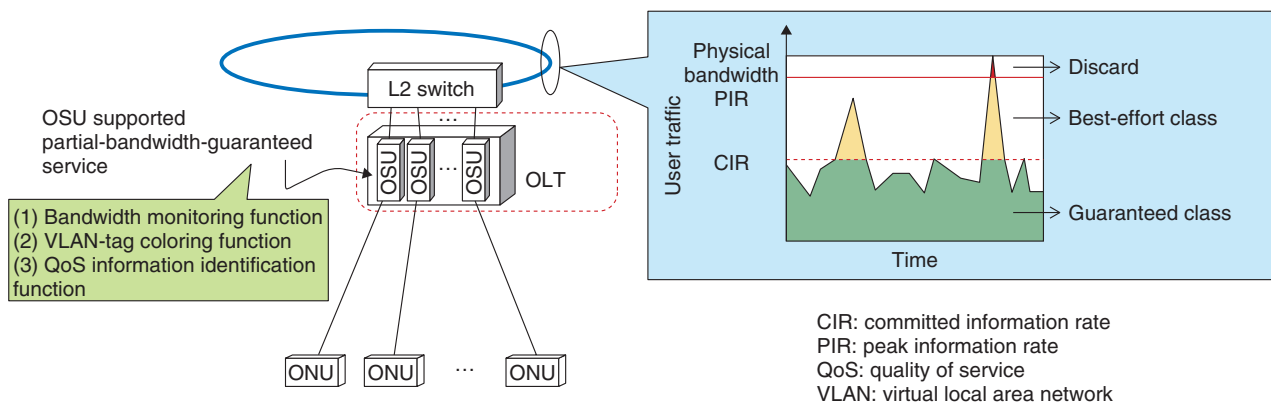 L2 switch
...
OSU supported
partial-bandwidth-guaranteed
service
OSU
OSU
...
OSU
OLT
(1) Bandwidth monitoring function
(2) VLAN-tag coloring function
(3) QoS information identification
function
ONU
ONU
...
ONU
Physical
bandwidth
PIR
CIR
User traffic
Time
Discard
Best-effort class
Guaranteed class
CIR: committed information rate
PIR: peak information rate
QoS: quality of service
VLAN: virtual local area network